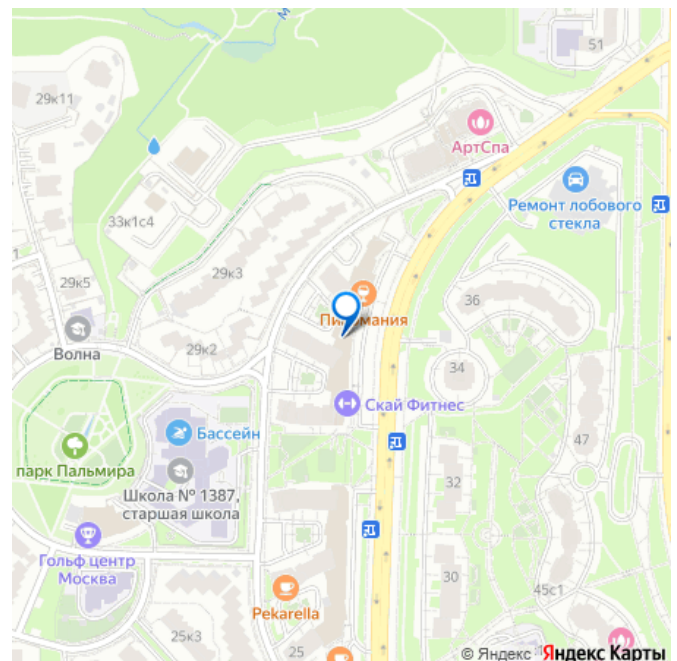 51
29к11
АртСпа
Ремонт лобового
стекла
33к1с4
29к3
29к5
36
Волна
29к2
34
Скай Фитнес
Бассейн
47
парк Пальмира
Школа № 1387,
старшая школа
32
Гольф центр
Москва
30
45с1
Pekarella
25к3
25
© Яндекс Яндекс Карты